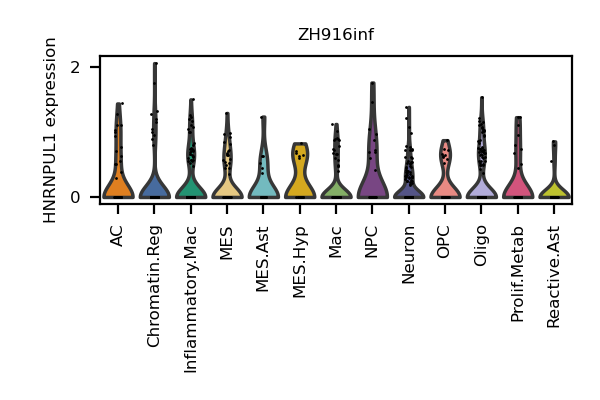 ZH916inf
HNRNPUL1 expression
2
0
AC
Chromatin.Reg
Inflammatory.Mac
MES
MES.Ast
MES.Hyp
Mac
NPC
Neuron
OPC
Oligo
Prolif.Metab
Reactive.Ast